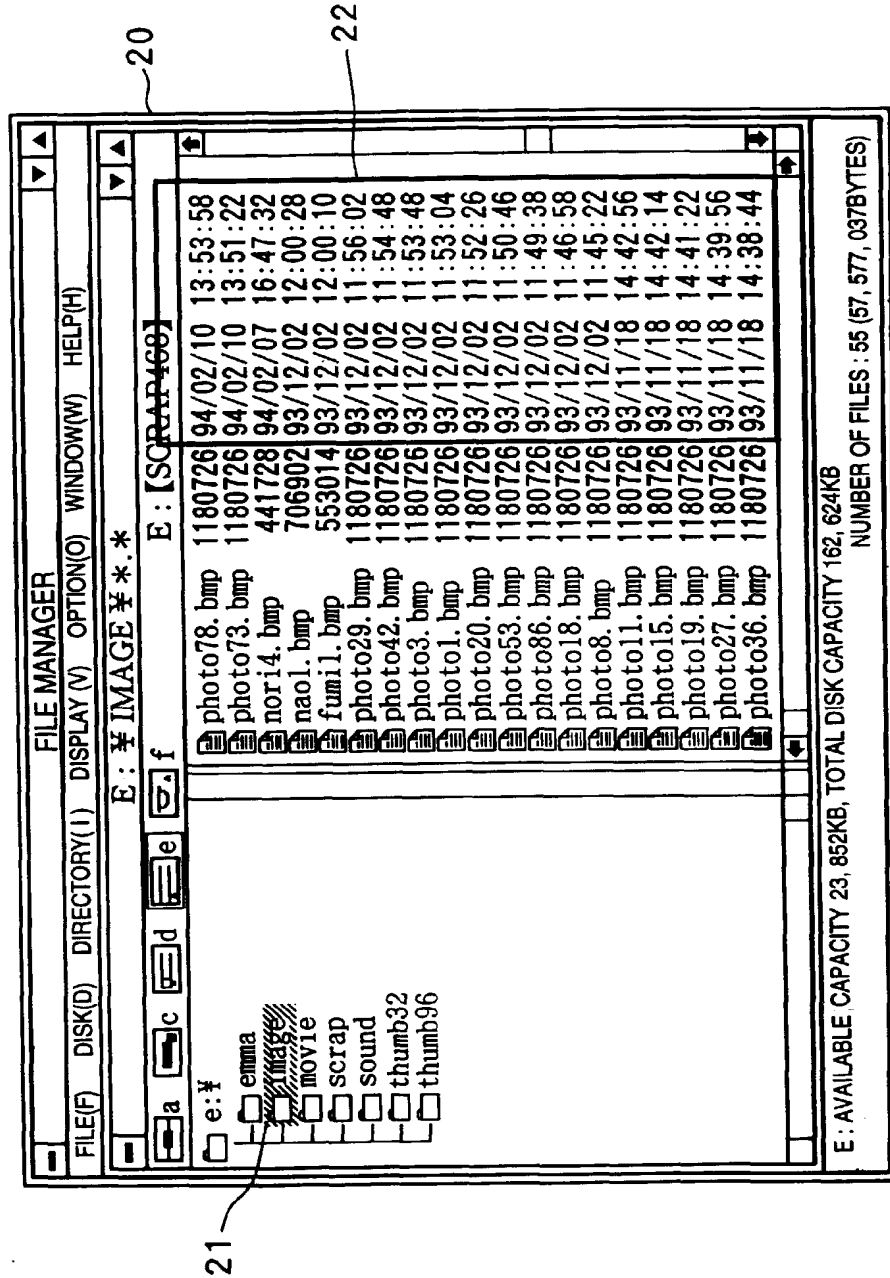 FILE MANAGER
FILE(F) DISK(D) DIRECTORY(I) DISPLAY (V) OPTION(O) WINDOW(W) HELP(H)
E:¥IMAGE¥*.*
a c d e f E:【SCRAP468】
e:¥
emma
image
movie
scrap
sound
thumb32
thumb96
photo78.bmp 1180726 94/02/10 13:53:58
photo73.bmp 1180726 94/02/10 13:51:22
nori4.bmp 441728 94/02/07 16:47:32
nao1.bmp 706902 93/12/02 12:00:28
fumi1.bmp 553014 93/12/02 12:00:10
photo29.bmp 1180726 93/12/02 11:56:02
photo42.bmp 1180726 93/12/02 11:54:48
photo3.bmp 1180726 93/12/02 11:53:48
photo1.bmp 1180726 93/12/02 11:53:04
photo20.bmp 1180726 93/12/02 11:52:26
photo53.bmp 1180726 93/12/02 11:50:46
photo86.bmp 1180726 93/12/02 11:49:38
photo18.bmp 1180726 93/12/02 11:46:58
photo8.bmp 1180726 93/12/02 11:45:22
photo11.bmp 1180726 93/11/18 14:42:56
photo15.bmp 1180726 93/11/18 14:42:14
photo19.bmp 1180726 93/11/18 14:41:22
photo27.bmp 1180726 93/11/18 14:39:56
photo36.bmp 1180726 93/11/18 14:38:44
E: AVAILABLE CAPACITY 23, 852KB, TOTAL DISK CAPACITY 162, 624KB
NUMBER OF FILES : 55 (57, 577, 037BYTES)
20
21
22